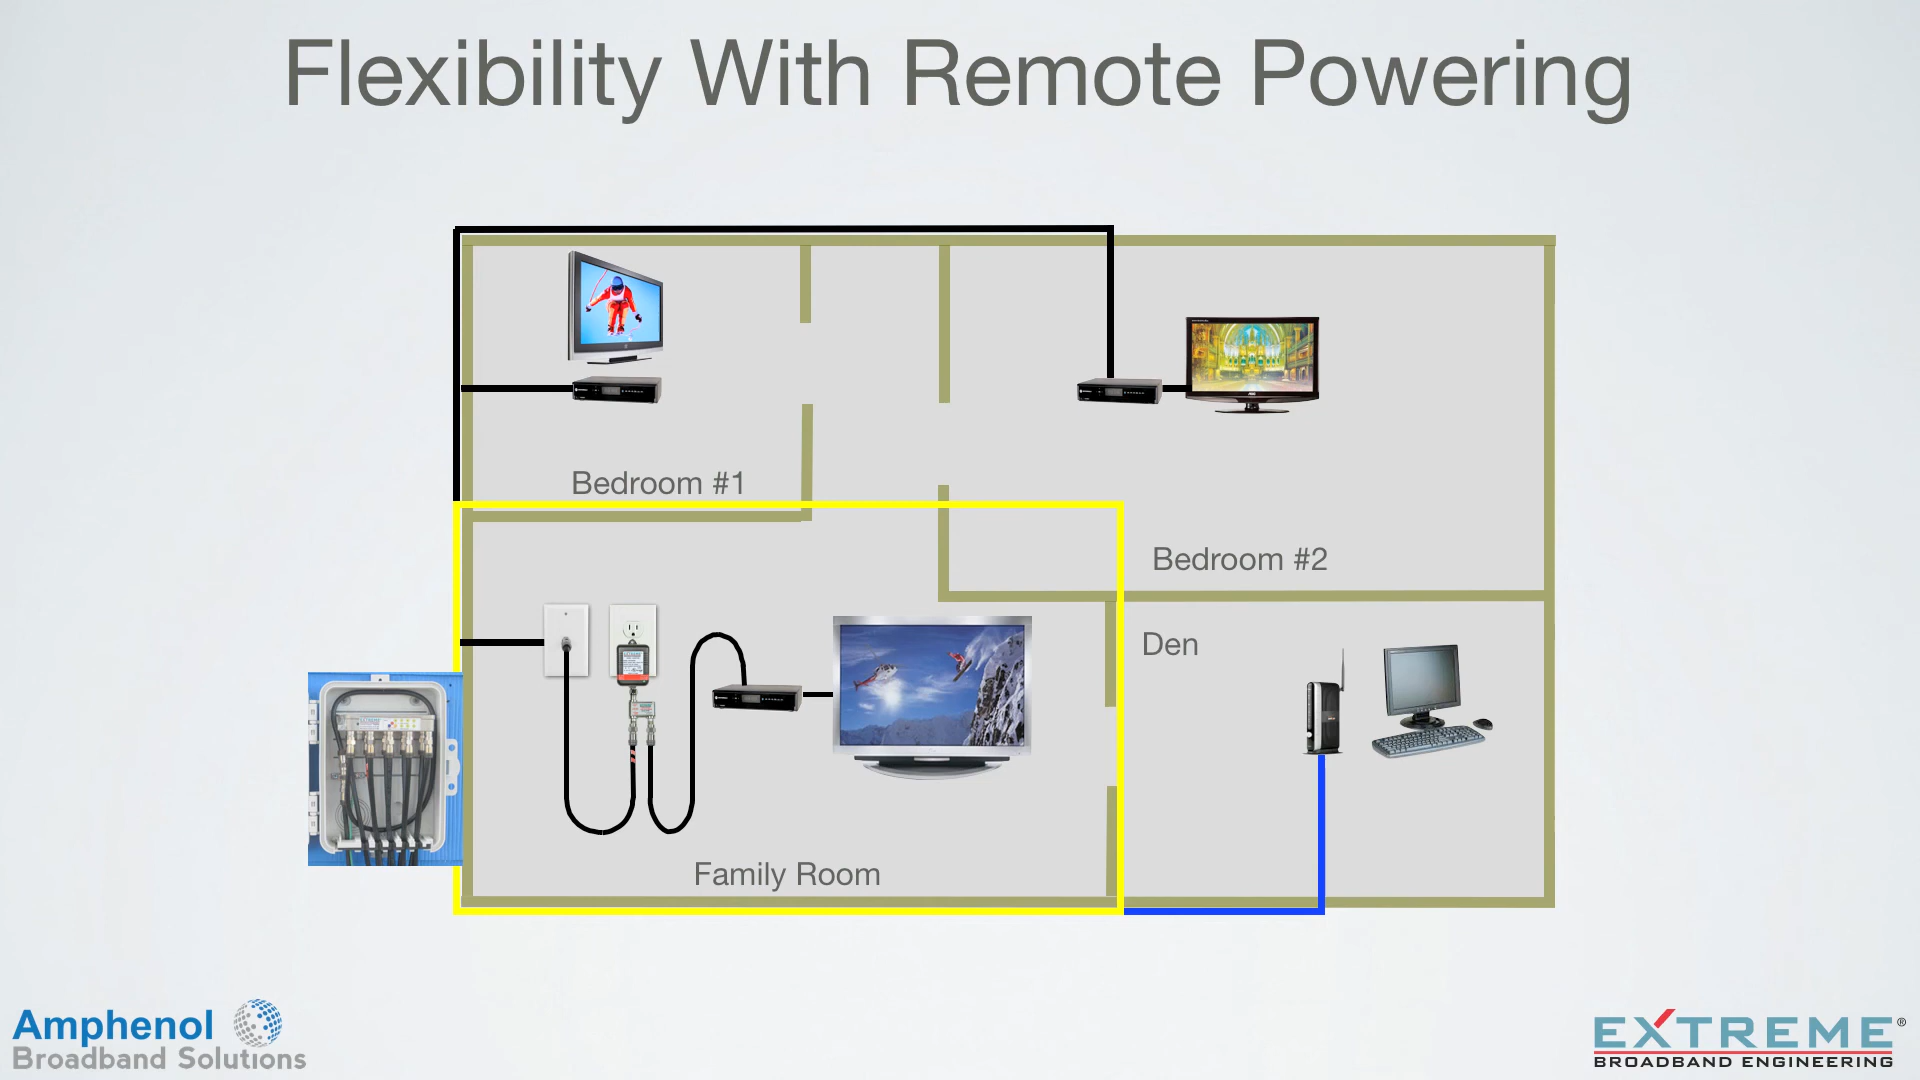 Flexibility With Remote Powering
Bedroom #1
Bedroom #2
Den
Family Room
Amphenol
Broadband Solutions
EXTREME®
BROADBAND ENGINEERING